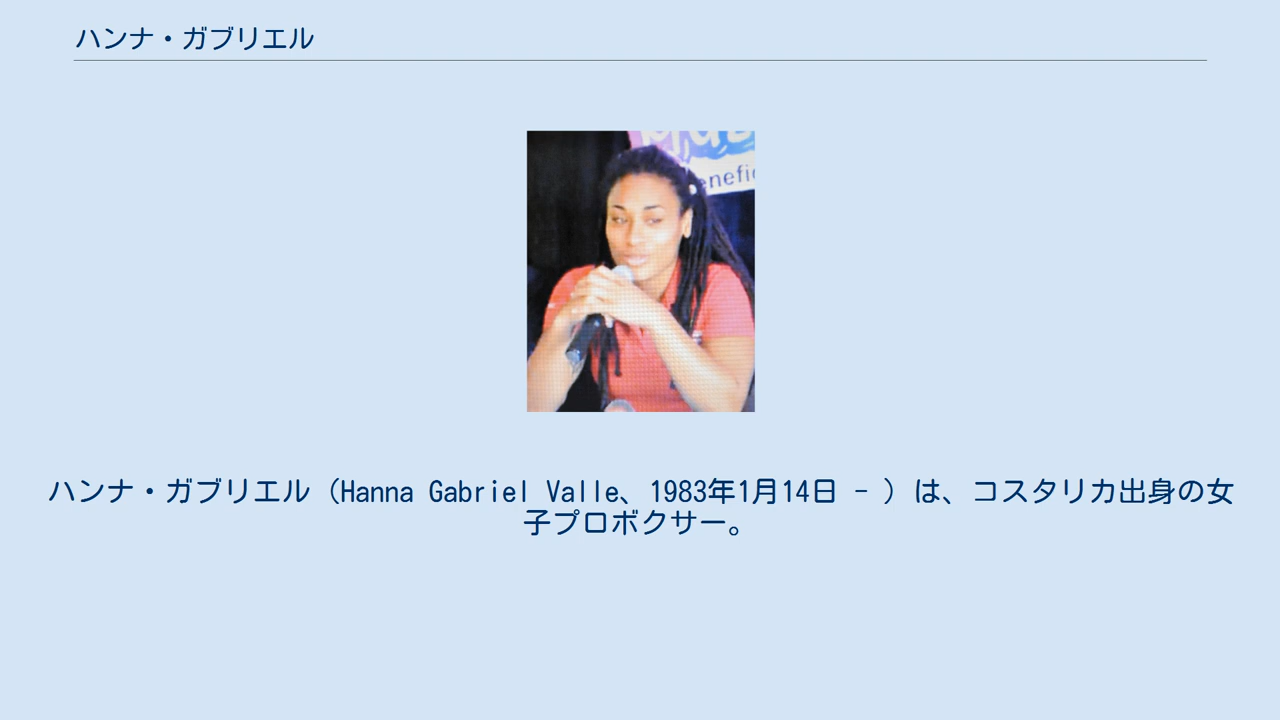 ハンナ・ガブリエル
enefic
ハンナ・ガブリエル（Hanna Gabriel Valle、1983年1月14日 - ）は、コスタリカ出身の女
子プロボクサー。